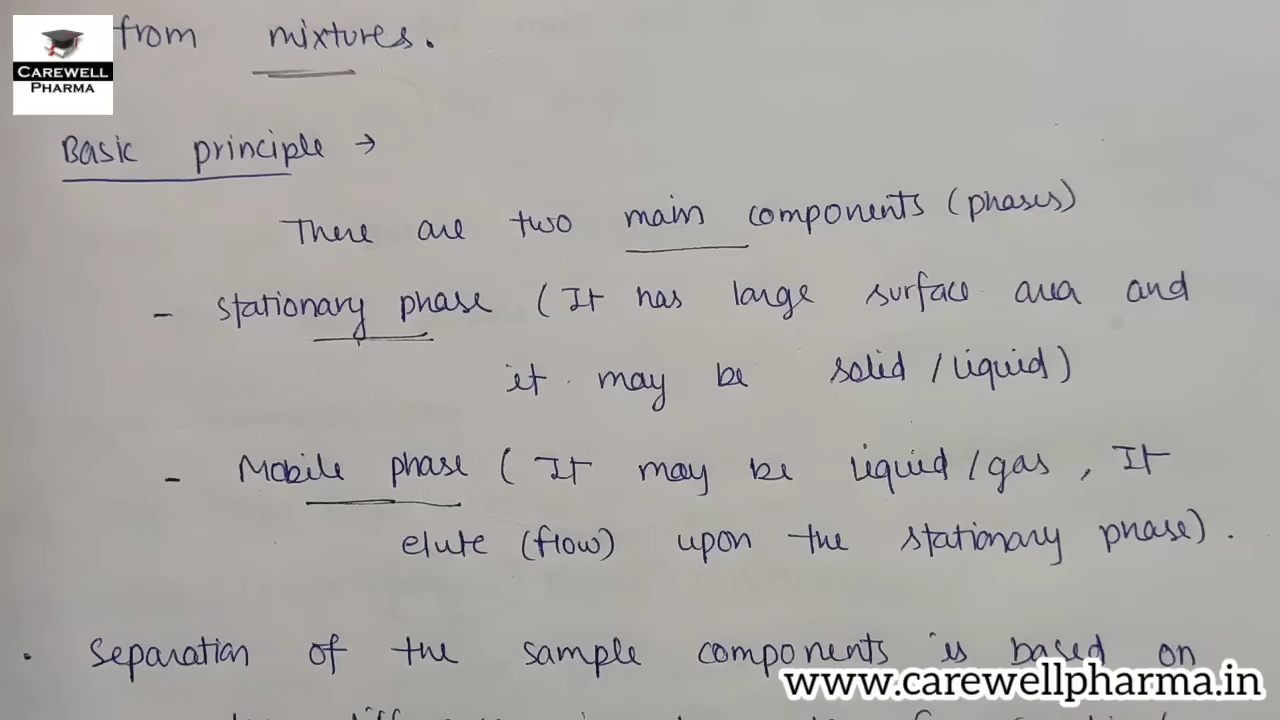 from mixtures.
CAREWELL
PHARMA
Basic principle →
There are two main components (phases)
- stationary phase (It has large surface area and
it may be solid/liquid)
- Mobile phase (It may be liquid/gas, It
elute (flow) upon the stationary phase).
. separation of the sample components is based on
www.carewellpharma.in